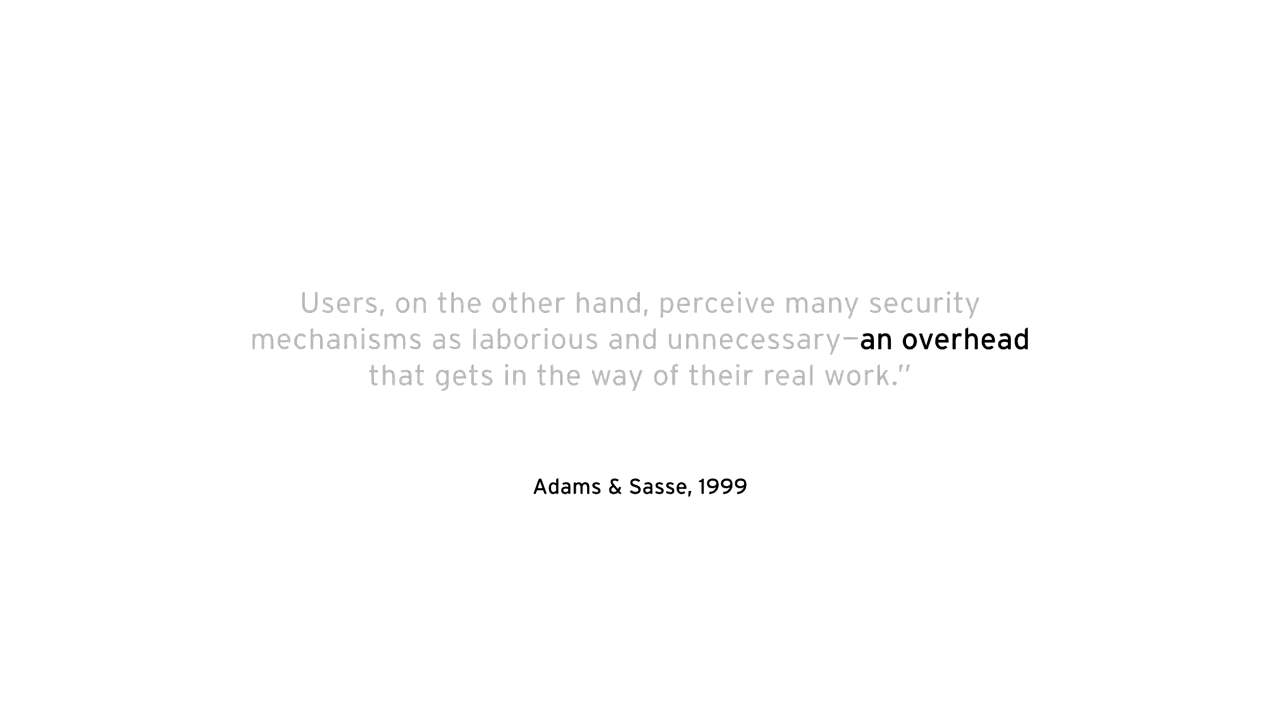 Users, on the other hand, perceive many security
mechanisms as laborious and unnecessary—an overhead
that gets in the way of their real work.”
Adams & Sasse, 1999